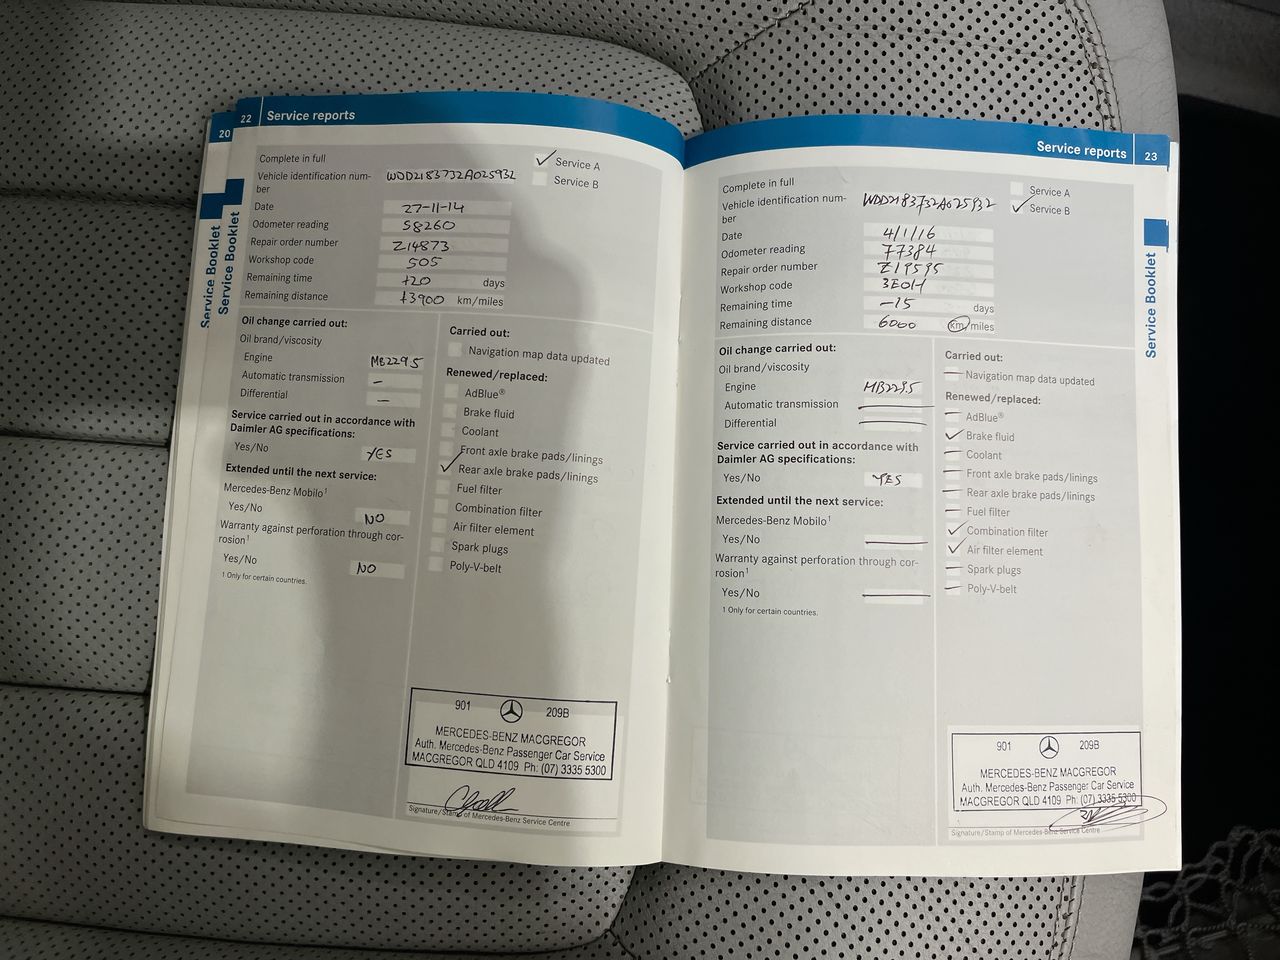 20
22 Service reports
Service Booklet
Service Booklet
Complete in full
✓ Service A
Service B
Vehicle identification num-
ber
WDD2183732A025932
Date 27-11-14
Odometer reading 58260
Repair order number Z14873
Workshop code 505
Remaining time +20 days
Remaining distance +3900 km/miles
Oil change carried out:
Oil brand/viscosity
Engine MB229 5
Automatic transmission –
Differential –
Service carried out in accordance with
Daimler AG specifications:
Yes/No YES
Extended until the next service:
Mercedes-Benz Mobilo¹
Yes/No NO
Warranty against perforation through cor-
rosion¹
Yes/No NO
¹ Only for certain countries.
Carried out:
Navigation map data updated
Renewed/replaced:
AdBlue®
Brake fluid
Coolant
Front axle brake pads/linings
✓ Rear axle brake pads/linings
Fuel filter
Combination filter
Air filter element
Spark plugs
Poly-V-belt
901 209B
MERCEDES-BENZ MACGREGOR
Auth. Mercedes-Benz Passenger Car Service
MACGREGOR QLD 4109 Ph: (07) 3335 5300
Signature/Stamp of Mercedes-Benz Service Centre
Service reports 23
Service Booklet
Complete in full
Service A
✓ Service B
Vehicle identification num-
ber
WDD2183732A025932
Date 4/1/16
Odometer reading 77384
Repair order number Z19595
Workshop code 3E0H
Remaining time -15 days
Remaining distance 6000 km/miles
Oil change carried out:
Oil brand/viscosity
Engine MB2295
Automatic transmission —
Differential —
Service carried out in accordance with
Daimler AG specifications:
Yes/No YES
Extended until the next service:
Mercedes-Benz Mobilo¹
Yes/No —
Warranty against perforation through cor-
rosion¹
Yes/No —
¹ Only for certain countries.
Carried out:
– Navigation map data updated
Renewed/replaced:
– AdBlue®
✓ Brake fluid
– Coolant
– Front axle brake pads/linings
– Rear axle brake pads/linings
– Fuel filter
✓ Combination filter
✓ Air filter element
– Spark plugs
– Poly-V-belt
901 209B
MERCEDES-BENZ MACGREGOR
Auth. Mercedes-Benz Passenger Car Service
MACGREGOR QLD 4109 Ph: (07) 3335 5300
Signature/Stamp of Mercedes-Benz Service Centre